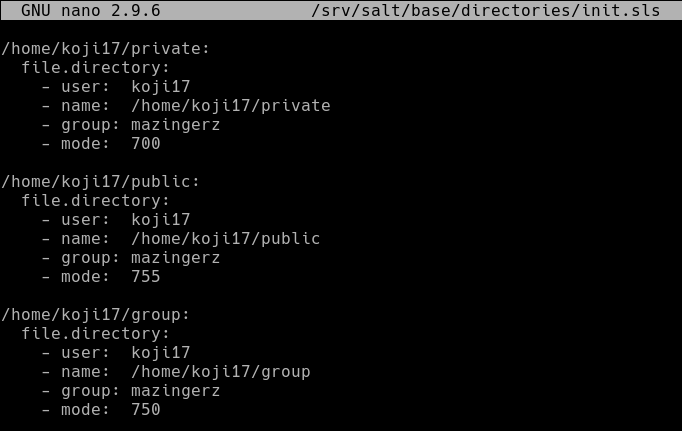 GNU nano 2.9.6 /srv/salt/base/directories/init.sls
/home/koji17/private:
  file.directory:
    - user:  koji17
    - name:  /home/koji17/private
    - group: mazingerz
    - mode:  700
/home/koji17/public:
  file.directory:
    - user:  koji17
    - name:  /home/koji17/public
    - group: mazingerz
    - mode:  755
/home/koji17/group:
  file.directory:
    - user:  koji17
    - name:  /home/koji17/group
    - group: mazingerz
    - mode:  750